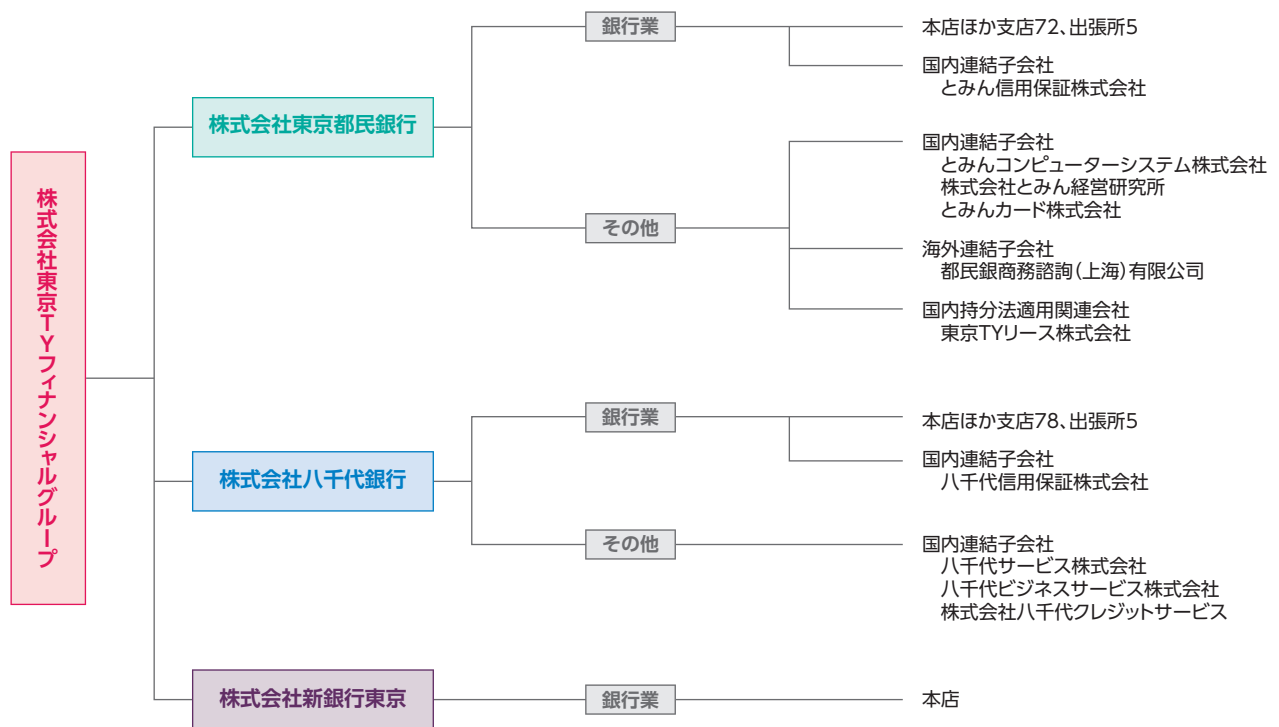 株式会社東京TYフィナンシャルグループ
株式会社東京都民銀行
銀行業
本店ほか支店72、出張所5
国内連結子会社
とみん信用保証株式会社
その他
国内連結子会社
とみんコンピューターシステム株式会社
株式会社とみん経営研究所
とみんカード株式会社
海外連結子会社
都民銀商務諮詢(上海)有限公司
国内持分法適用関連会社
東京TYリース株式会社
株式会社八千代銀行
銀行業
本店ほか支店78、出張所5
国内連結子会社
八千代信用保証株式会社
その他
国内連結子会社
八千代サービス株式会社
八千代ビジネスサービス株式会社
株式会社八千代クレジットサービス
株式会社新銀行東京
銀行業
本店